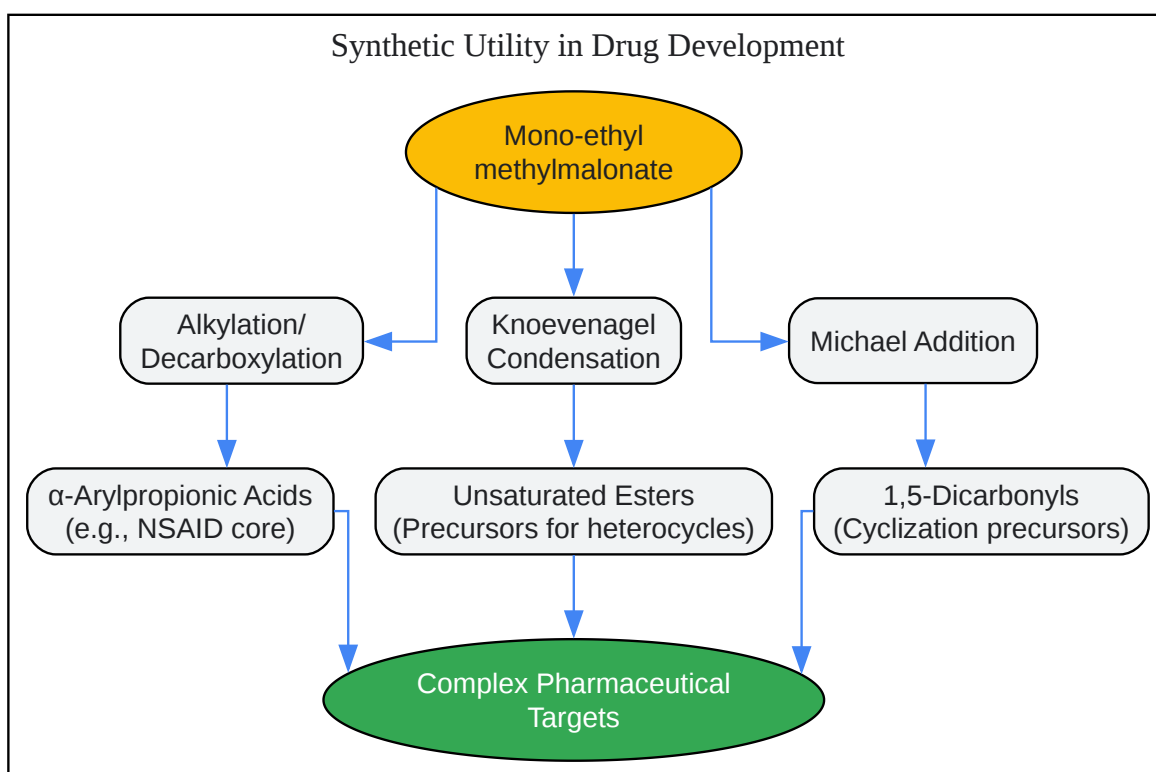 Synthetic Utility in Drug Development
Mono-ethyl
methylmalonate
Alkylation/
Decarboxylation
Knoevenagel
Condensation
Michael Addition
α-Arylpropionic Acids
(e.g., NSAID core)
Unsaturated Esters
(Precursors for heterocycles)
1,5-Dicarbonyls
(Cyclization precursors)
Complex Pharmaceutical
Targets